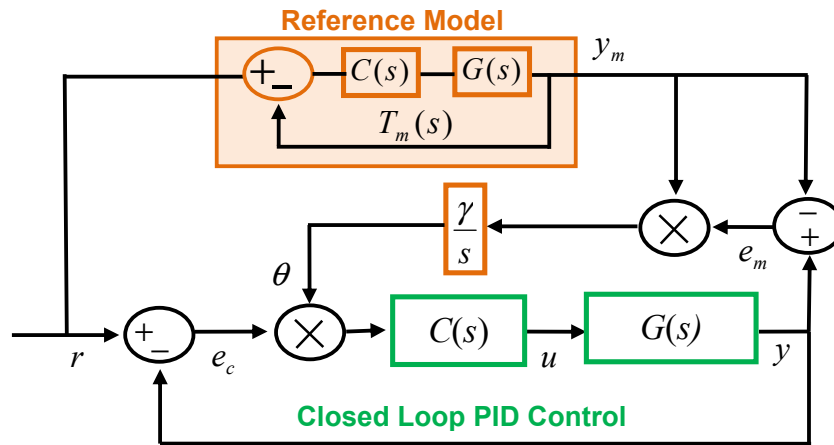 Reference Model
y_m
+
−
C(s)
G(s)
T_m(s)
γ
s
×
−
+
e_m
θ
+
−
×
C(s)
G(s)
r
e_c
u
y
Closed Loop PID Control